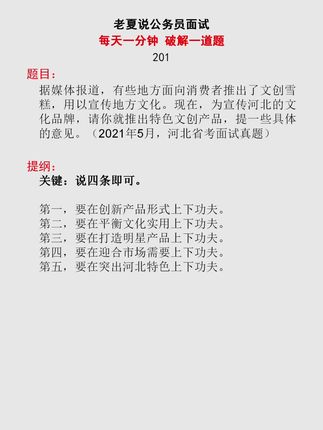 老夏说公务员面试
每天一分钟 破解一道题
201
题目：
据媒体报道，有些地方面向消费者推出了文创雪
糕，用以宣传地方文化。现在，为宣传河北的文
化品牌，请你就推出特色文创产品，提一些具体
的意见。（2021年5月，河北省考面试真题）
提纲：
关键：说四条即可。
第一，要在创新产品形式上下功夫。
第二，要在平衡文化实用上下功夫。
第三，要在打造明星产品上下功夫。
第四，要在迎合市场需要上下功夫。
第五，要在突出河北特色上下功夫。